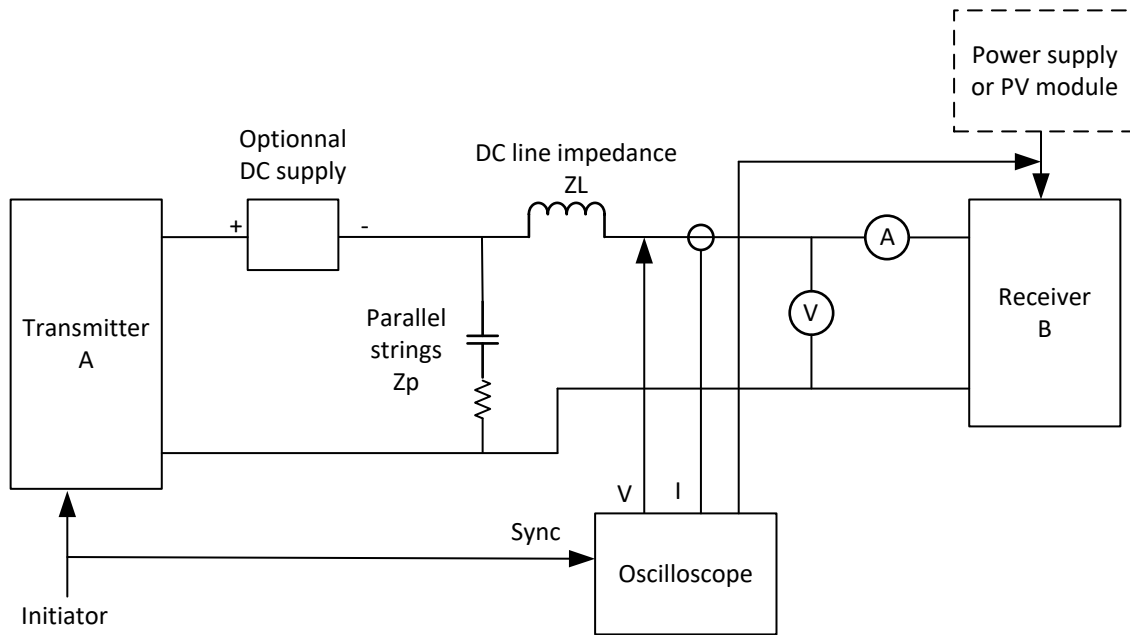 Power supply
or PV module
Optionnal
DC supply
DC line impedance
ZL
+
-
A
Transmitter
A
Parallel
strings
Zp
V
Receiver
B
V
I
Sync
Oscilloscope
Initiator